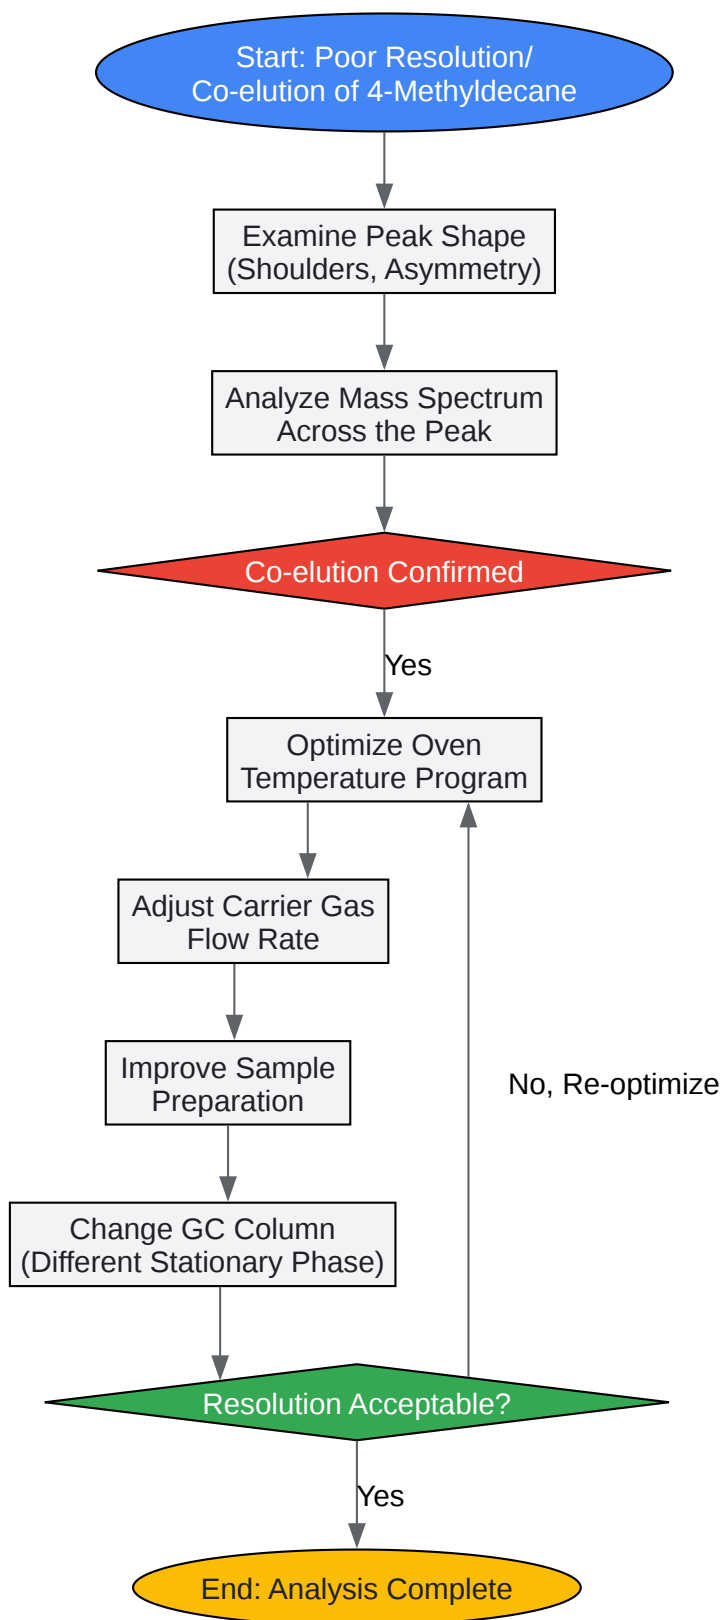 Start: Poor Resolution/
Co-elution of 4-Methyldecane
Examine Peak Shape
(Shoulders, Asymmetry)
Analyze Mass Spectrum
Across the Peak
Co-elution Confirmed
Yes
Optimize Oven
Temperature Program
Adjust Carrier Gas
Flow Rate
Improve Sample
Preparation
No, Re-optimize
Change GC Column
(Different Stationary Phase)
Resolution Acceptable?
Yes
End: Analysis Complete